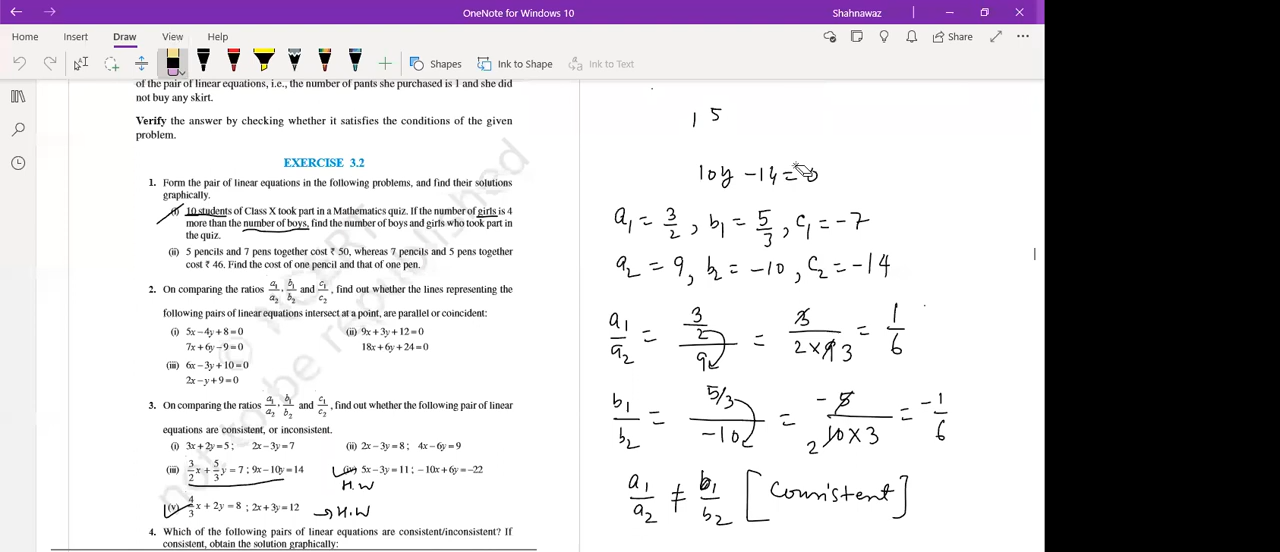 OneNote for Windows 10
Shahnawaz
Home Insert Draw View Help
Share
Shapes Ink to Shape Ink to Text
of the pair of linear equations, i.e., the number of pants she purchased is 1 and she did
not buy any skirt.
Verify the answer by checking whether it satisfies the conditions of the given
problem.
EXERCISE 3.2
1. Form the pair of linear equations in the following problems, and find their solutions
graphically.
(i) 10 students of Class X took part in a Mathematics quiz. If the number of girls is 4
more than the number of boys, find the number of boys and girls who took part in
the quiz.
(ii) 5 pencils and 7 pens together cost ₹ 50, whereas 7 pencils and 5 pens together
cost ₹ 46. Find the cost of one pencil and that of one pen.
2. On comparing the ratios a₁/a₂, b₁/b₂ and c₁/c₂, find out whether the lines representing the
following pairs of linear equations intersect at a point, are parallel or coincident:
(i) 5x – 4y + 8 = 0 (ii) 9x + 3y + 12 = 0
7x + 6y – 9 = 0 18x + 6y + 24 = 0
(iii) 6x – 3y + 10 = 0
2x – y + 9 = 0
3. On comparing the ratios a₁/a₂, b₁/b₂ and c₁/c₂, find out whether the following pair of linear
equations are consistent, or inconsistent.
(i) 3x + 2y = 5 ; 2x – 3y = 7 (ii) 2x – 3y = 8 ; 4x – 6y = 9
(iii) 3/2 x + 5/3 y = 7 ; 9x – 10y = 14 (iv) 5x – 3y = 11 ; – 10x + 6y = –22
H.W
(v) 4/3 x + 2y = 8 ; 2x + 3y = 12 → H.W
4. Which of the following pairs of linear equations are consistent/inconsistent? If
consistent, obtain the solution graphically:
not to be republished
© NCERT
1 5
10y - 14 = 0
a₁ = 3/2, b₁ = 5/3, c₁ = -7
a₂ = 9, b₂ = -10, c₂ = -14
a₁/a₂ = 3/2 / 9 = 3 / 2×9 3 = 1/6
b₁/b₂ = 5/3 / -10 = -5 / 2 10×3 = -1/6
a₁/a₂ ≠ b₁/b₂ [Consistent]